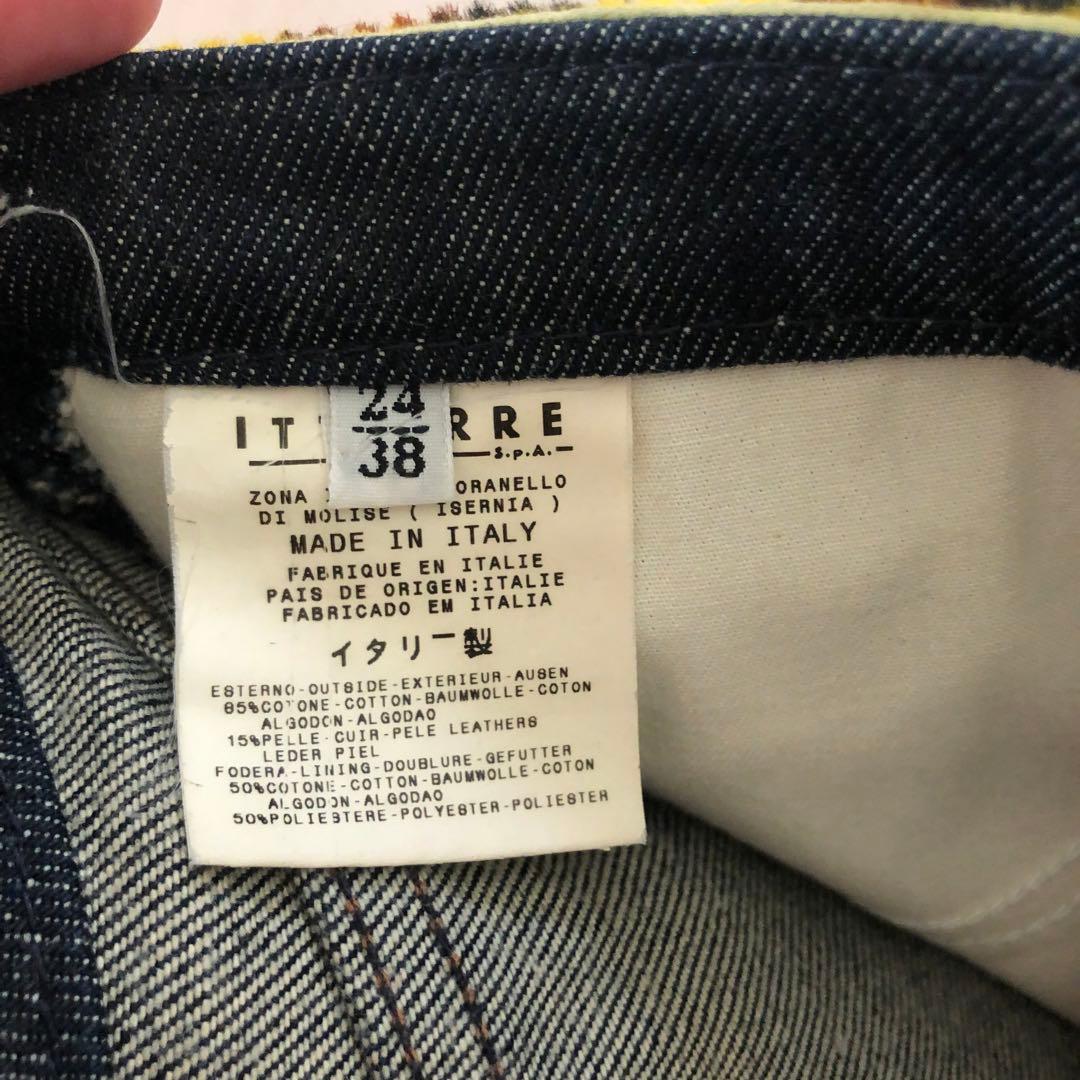 24
38
RRE
S.p.A.
ZONA ORANELLO
DI MOLISE ( ISERNIA )
MADE IN ITALY
FABRIQUE EN ITALIE
PAIS DE ORIGEN:ITALIE
FABRICADO EM ITALIA
イタリー製
ESTERNO-OUTSIDE-EXTERIEUR-AUSEN
85%COTONE-COTTON-BAUMWOLLE-COTON
ALGODON-ALGODAO
15%PELLE-CUIR-PELE LEATHERS
LEDER PIEL
FODERA-LINING-DOUBLURE-GEFUTTER
50%COTONE-COTTON-BAUMWOLLE-COTON
ALGODON-ALGODAO
50%POLIESTERE-POLYESTER-POLIESTER